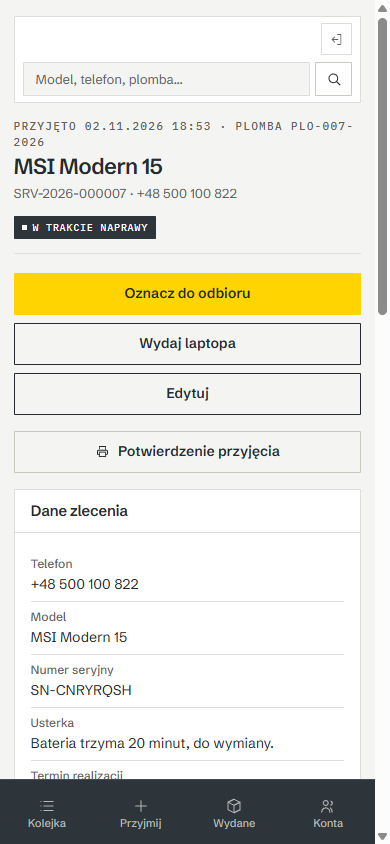 Model, telefon, plomba...
PRZYJĘTO 02.11.2026 18:53 · PLOMBA PLO-007-
2026
MSI Modern 15
SRV-2026-000007 · +48 500 100 822
W TRAKCIE NAPRAWY
Oznacz do odbioru
Wydaj laptopa
Edytuj
Potwierdzenie przyjęcia
Dane zlecenia
Telefon
+48 500 100 822
Model
MSI Modern 15
Numer seryjny
SN-CNRYRQSH
Usterka
Bateria trzyma 20 minut, do wymiany.
Termin realizacji
Kolejka
Przyjmij
Wydane
Konta